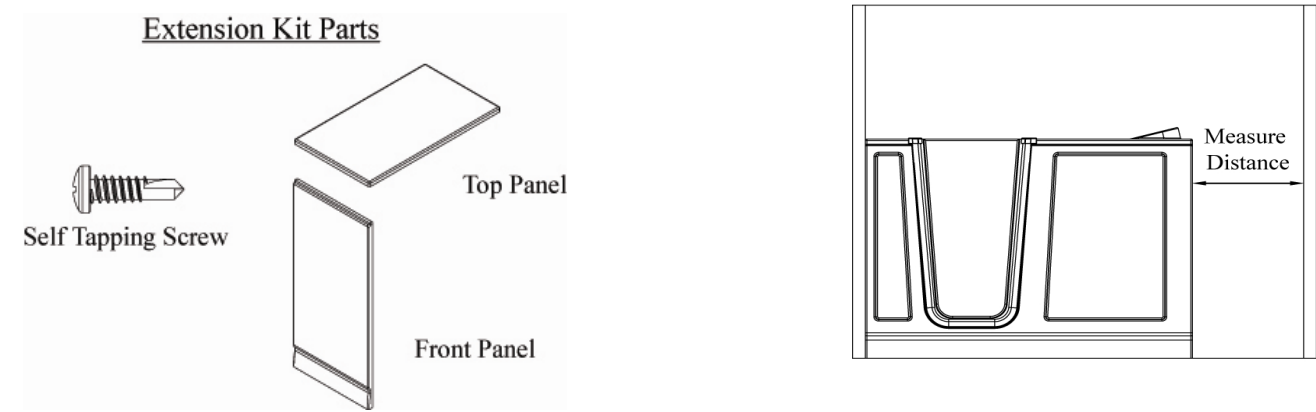 Extension Kit Parts
Top Panel
Self Tapping Screw
Front Panel
Measure
Distance